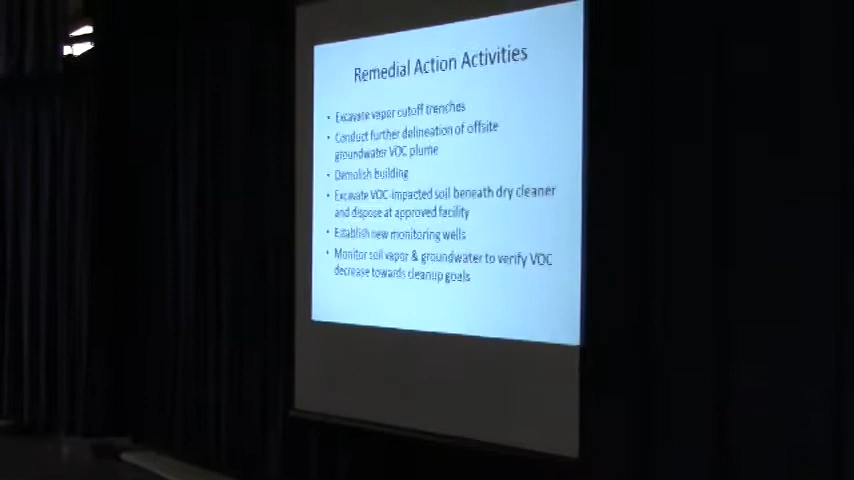 Remedial Action Activities
• Excavate vapor cutoff trenches
• Conduct further delineation of offsite
groundwater VOC plume
• Demolish building
• Excavate VOC-impacted soil beneath dry cleaner
and dispose at approved facility
• Establish new monitoring wells
• Monitor soil vapor & groundwater to verify VOC
decrease towards cleanup goals